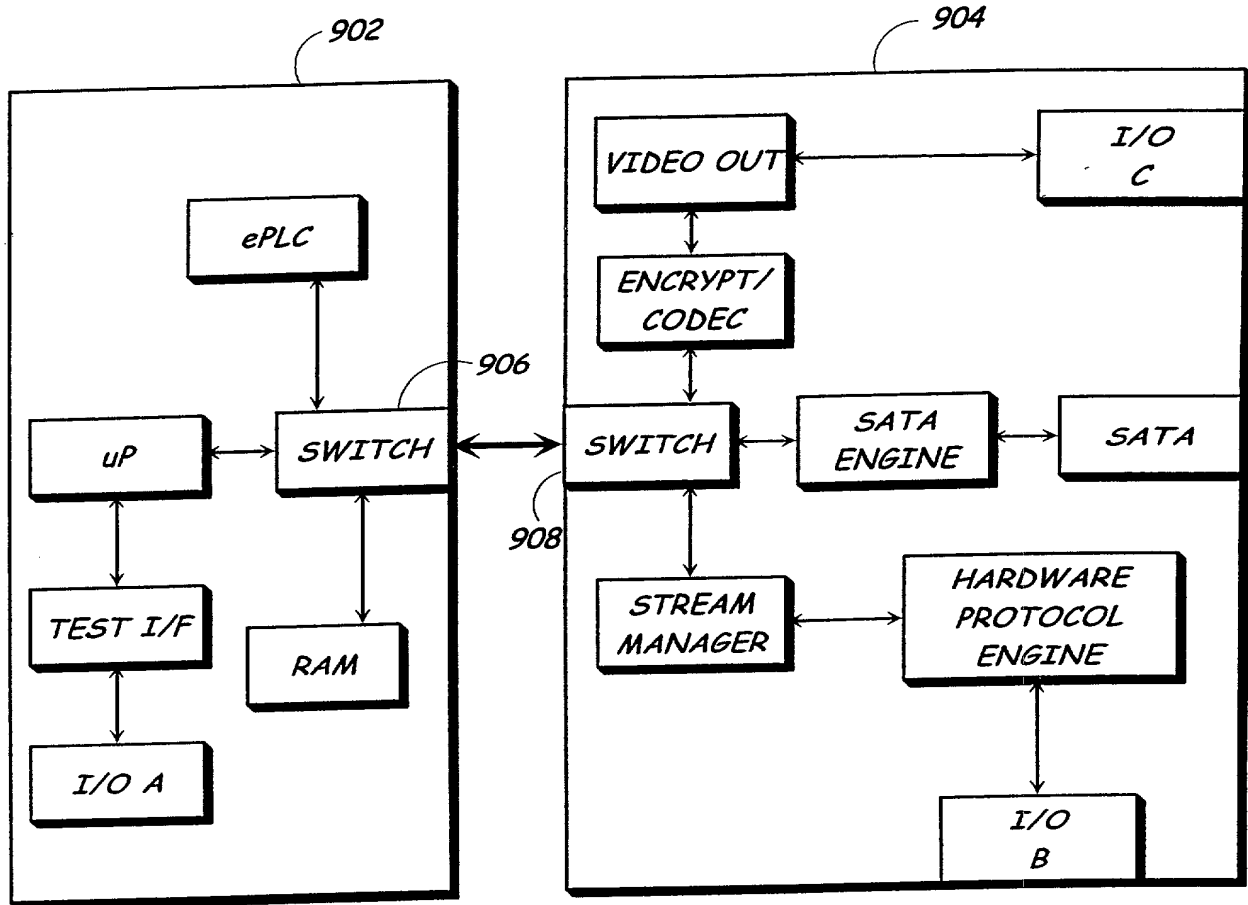 902
904
VIDEO OUT
I/O
C
ePLC
ENCRYPT/
CODEC
906
uP
SWITCH
SWITCH
SATA
ENGINE
SATA
908
TEST I/F
RAM
STREAM
MANAGER
HARDWARE
PROTOCOL
ENGINE
I/O A
I/O
B